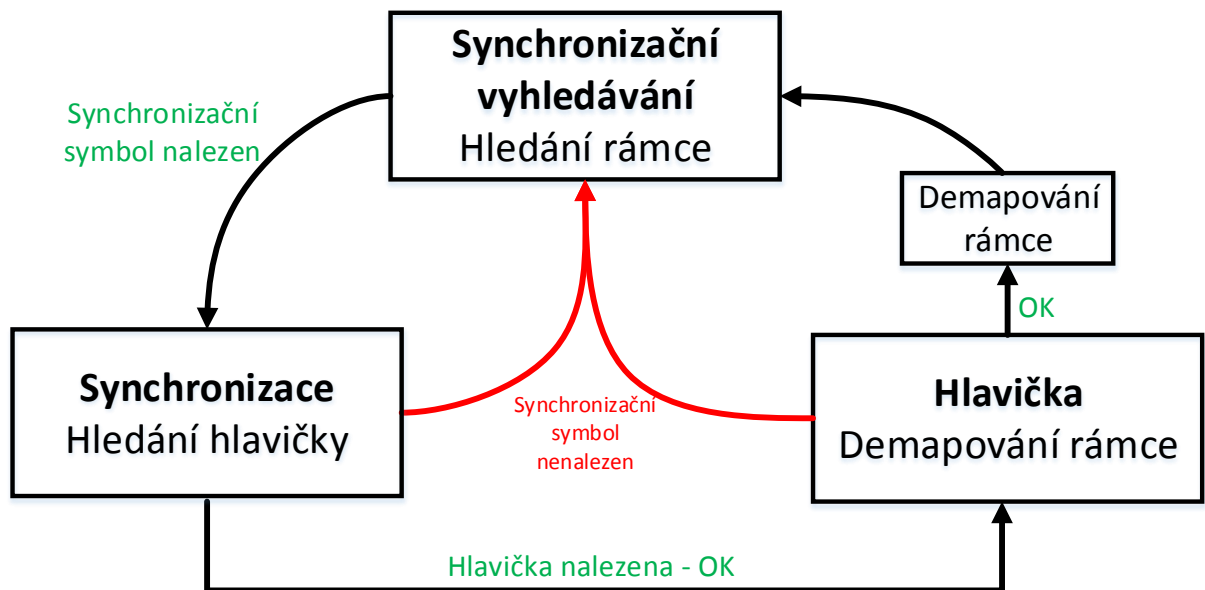 Synchronizační
vyhledávání
Hledání rámce
Synchronizační
symbol nalezen
Demapování
rámce
OK
Synchronizace
Hledání hlavičky
Synchronizační
symbol
nenalezen
Hlavička
Demapování rámce
Hlavička nalezena - OK